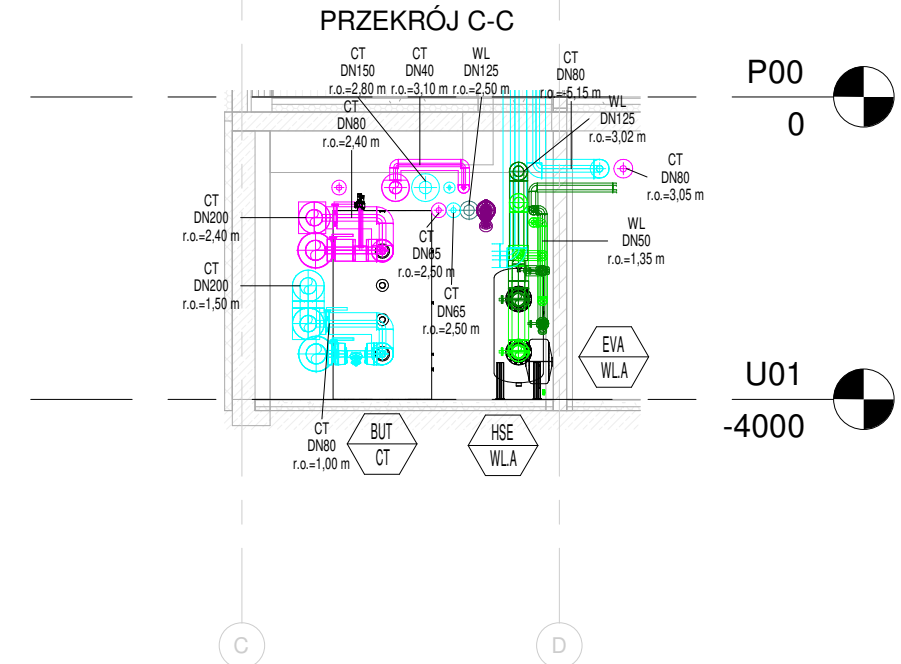 PRZEKRÓJ C-C
CT
DN150
r.o.=2,80 m
CT
DN40
r.o.=3,10 m
WL
DN125
r.o.=2,50 m
CT
DN80
r.o.=-5,15 m
P00
0
WL
DN125
r.o.=3,02 m
CT
DN80
r.o.=2,40 m
CT
DN80
r.o.=3,05 m
CT
DN200
r.o.=2,40 m
WL
DN50
r.o.=1,35 m
CT
DN65
r.o.=2,50 m
CT
DN200
r.o.=1,50 m
CT
DN65
r.o.=2,50 m
EVA
WL.A
U01
-4000
CT
DN80
r.o.=1,00 m
BUT
CT
HSE
WL.A
C
D